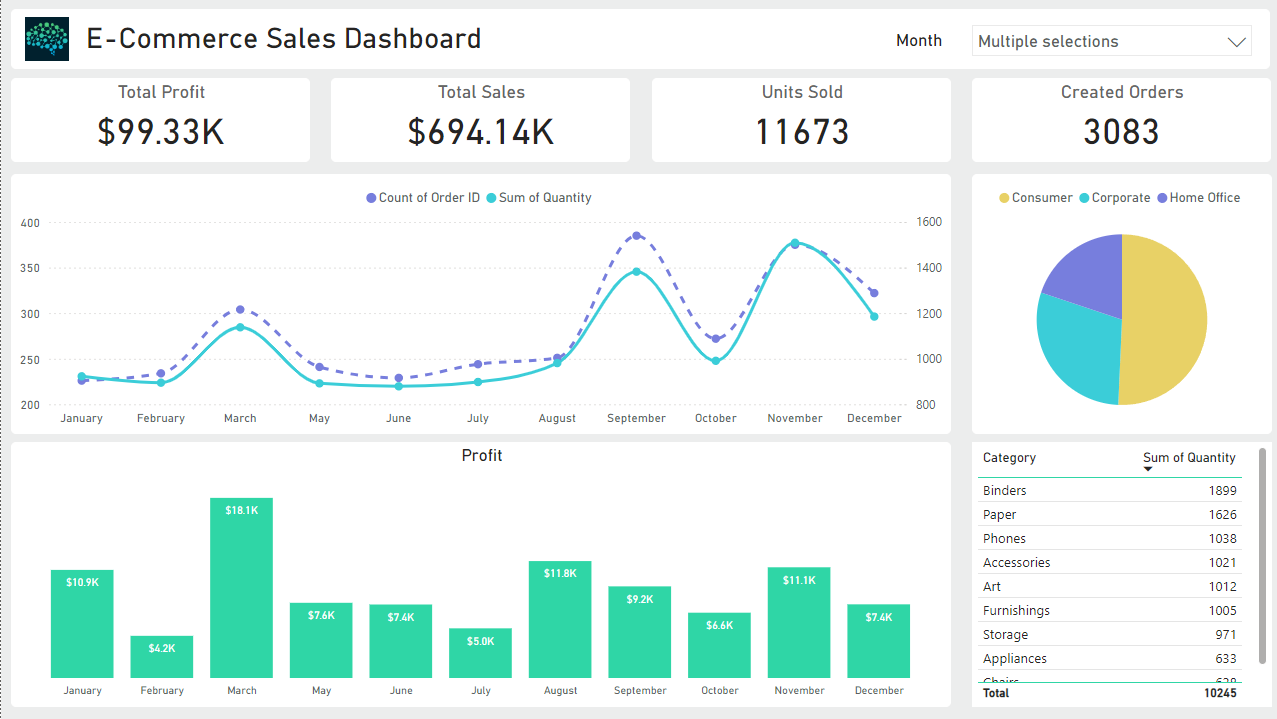 E-Commerce Sales Dashboard
Month
Multiple selections
Total Profit
$99.33K
Total Sales
$694.14K
Units Sold
11673
Created Orders
3083
Count of Order ID Sum of Quantity
400
350
300
250
200
1600
1400
1200
1000
800
January February March May June July August September October November December
Consumer Corporate Home Office
Profit
$10.9K
$4.2K
$18.1K
$7.6K
$7.4K
$5.0K
$11.8K
$9.2K
$6.6K
$11.1K
$7.4K
January February March May June July August September October November December
Category Sum of Quantity
Binders 1899
Paper 1626
Phones 1038
Accessories 1021
Art 1012
Furnishings 1005
Storage 971
Appliances 633
Chairs
Total 10245